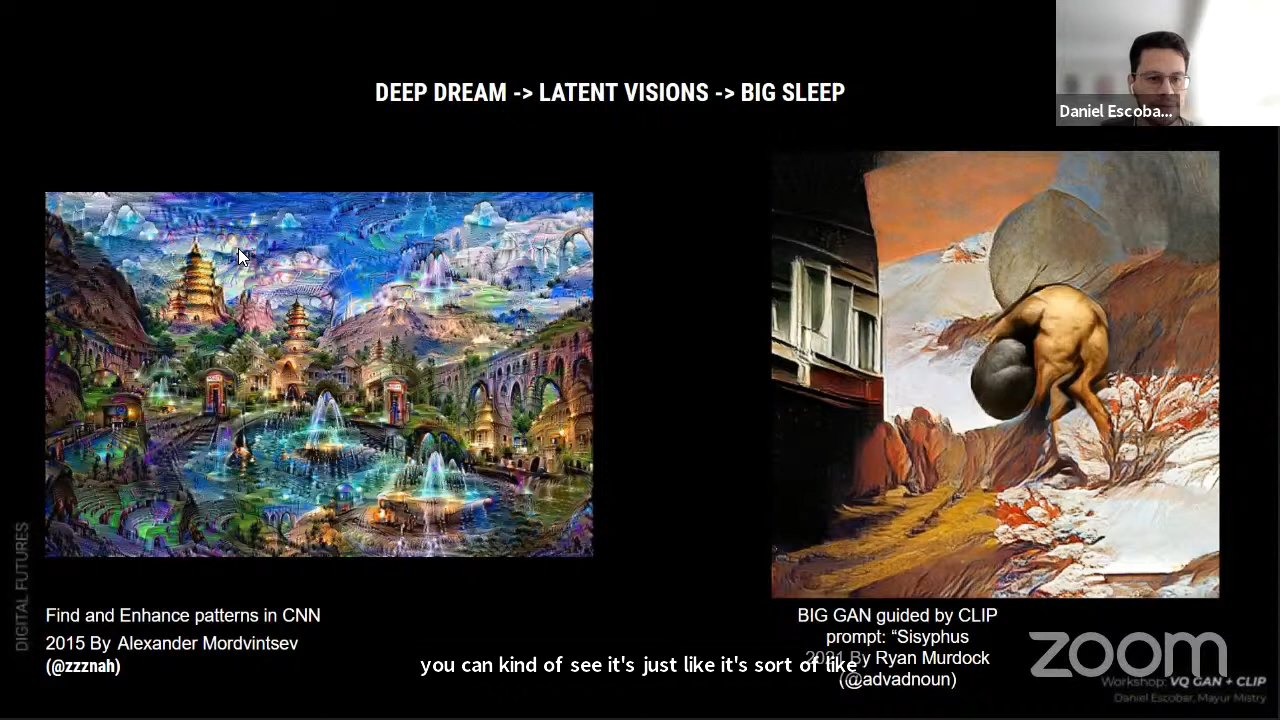 DEEP DREAM -> LATENT VISIONS -> BIG SLEEP
Daniel Escoba...
DIGITAL FUTURES
Find and Enhance patterns in CNN
2015 By Alexander Mordvintsev
(@zzznah)
BIG GAN guided by CLIP
prompt: “Sisyphus
2021 By Ryan Murdock
(@advadnoun)
you can kind of see it's just like it's sort of like
zoom
Workshop: VQ GAN + CLIP
Daniel Escobar, Mayur Mistry